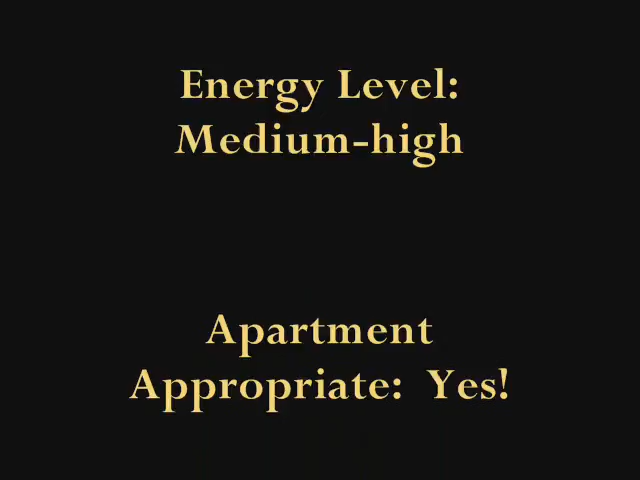 Energy Level:
Medium-high
Apartment
Appropriate: Yes!